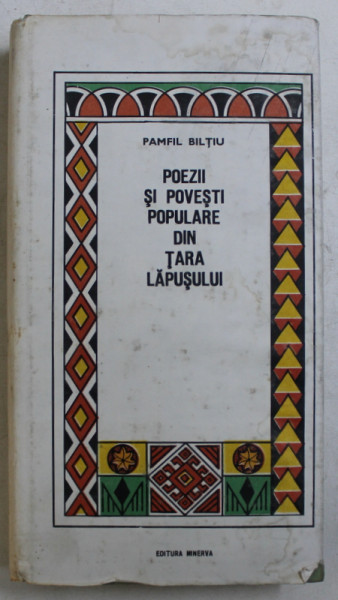 PAMFIL BILȚIU
POEZII
ȘI POVEȘTI
POPULARE
DIN
ȚARA
LĂPUȘULUI
EDITURA MINERVA